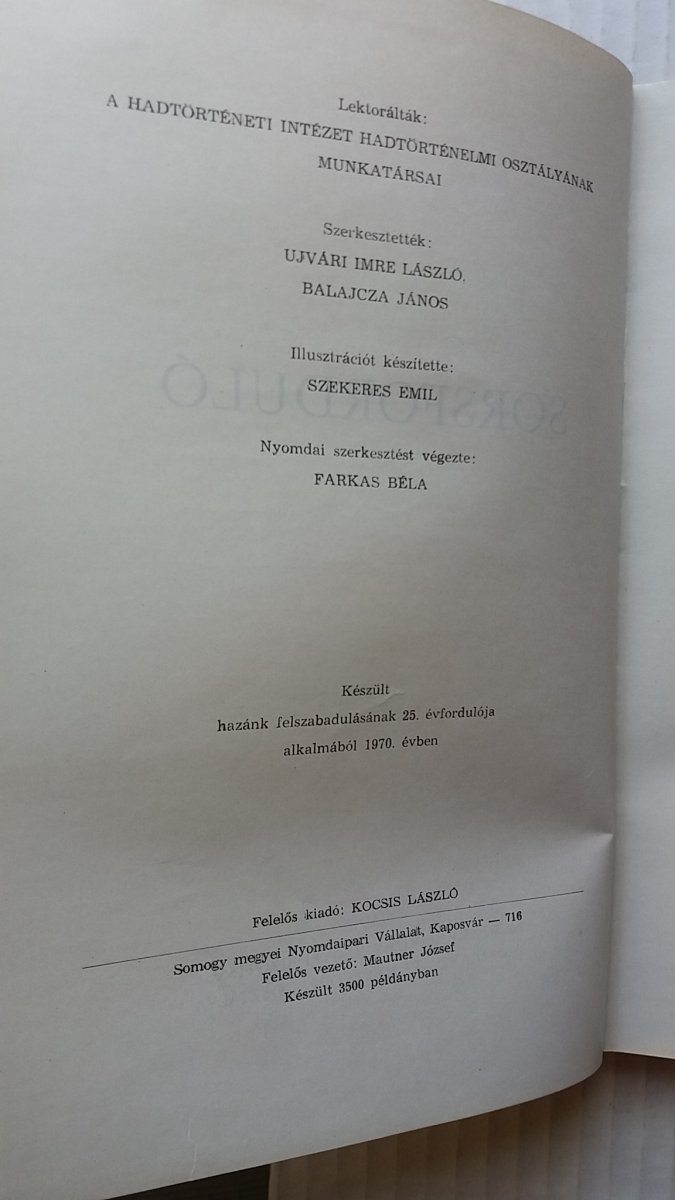 Lektorálták:
A HADTÖRTÉNETI INTÉZET HADTÖRTÉNELMI OSZTÁLYÁNAK
MUNKATÁRSAI
Szerkesztették:
UJVÁRI IMRE LÁSZLÓ.
BALAJCZA JÁNOS
Illusztrációt készítette:
SZEKERES EMIL
SORSFORDULÓ
Nyomdai szerkesztést végezte:
FARKAS BÉLA
Készült
hazánk felszabadulásának 25. évfordulója
alkalmából 1970. évben
Felelős kiadó: KOCSIS LÁSZLÓ
Somogy megyei Nyomdaipari Vállalat, Kaposvár — 716
Felelős vezető: Mautner József
Készült 3500 példányban